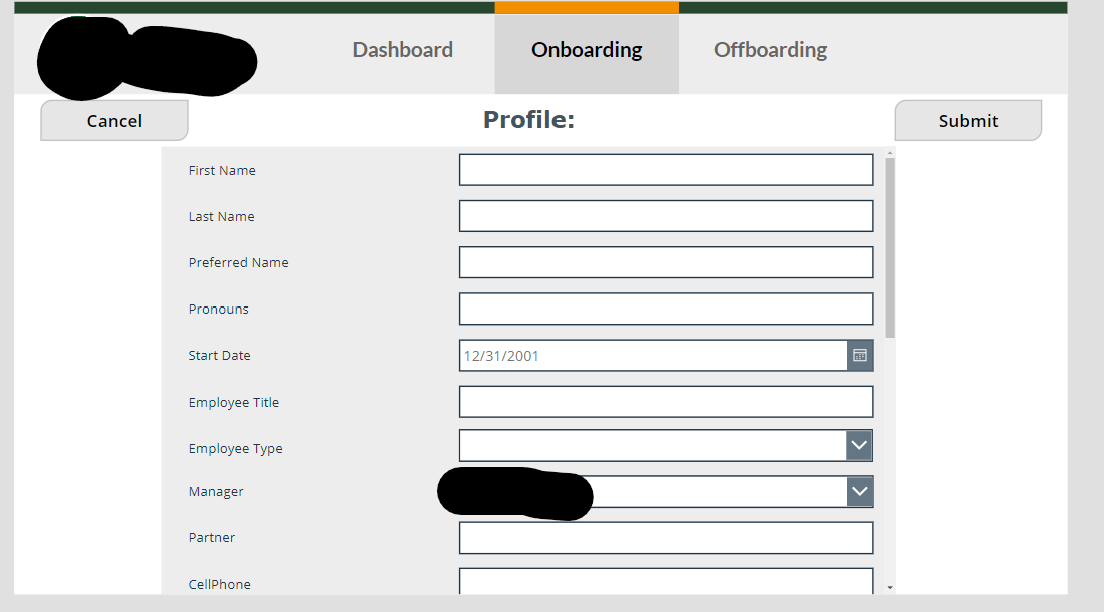 Dashboard Onboarding Offboarding
Cancel Profile: Submit
First Name
Last Name
Preferred Name
Pronouns
Start Date 12/31/2001
Employee Title
Employee Type
Manager
Partner
CellPhone